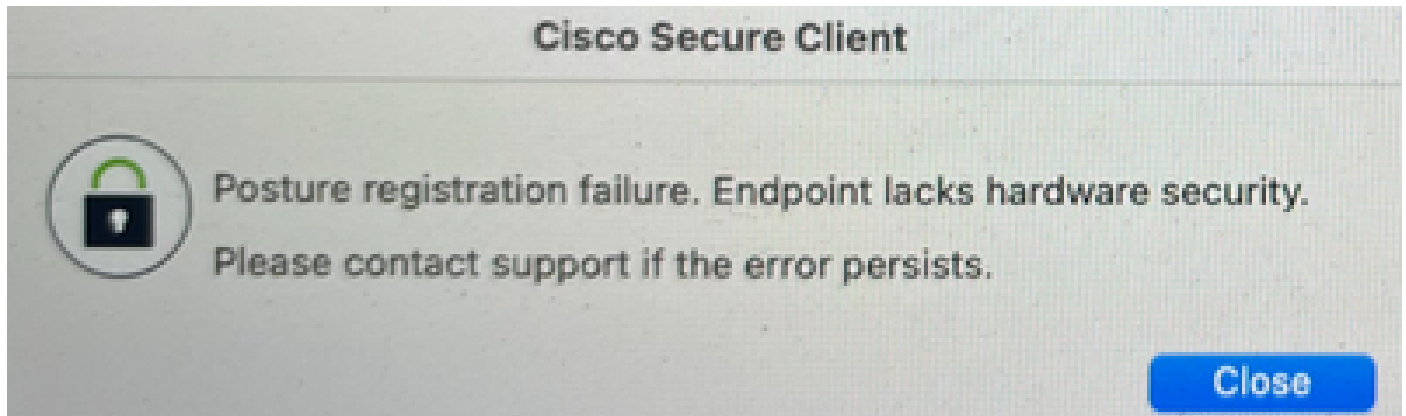 Cisco Secure Client
Posture registration failure. Endpoint lacks hardware security.
Please contact support if the error persists.
Close